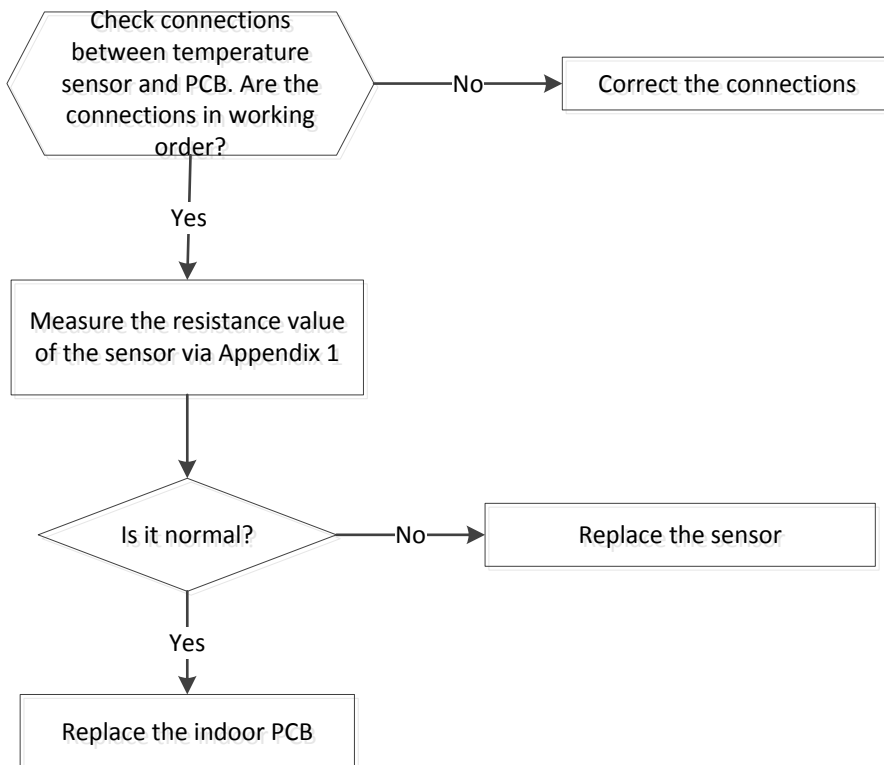 Check connections
between temperature
sensor and PCB. Are the
connections in working
order?
No
Correct the connections
Yes
Measure the resistance value
of the sensor via Appendix 1
Is it normal?
No
Replace the sensor
Yes
Replace the indoor PCB